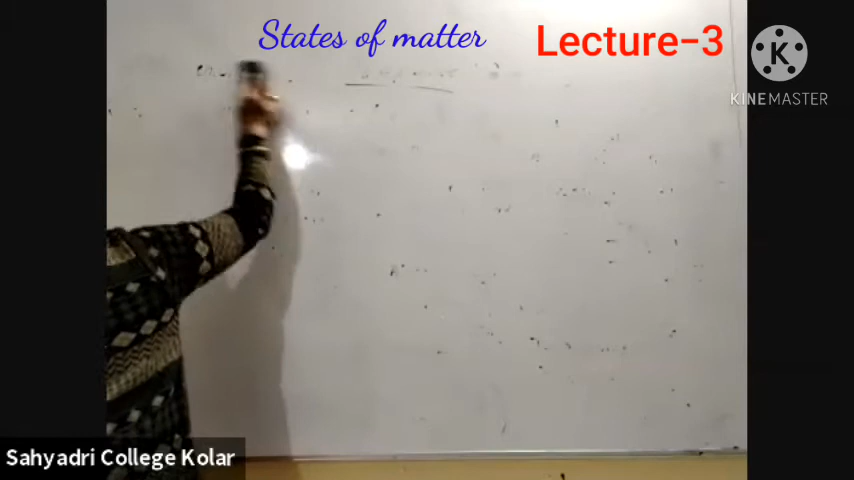 States of matter
Lecture-3
K
KINEMASTER
Sahyadri College Kolar